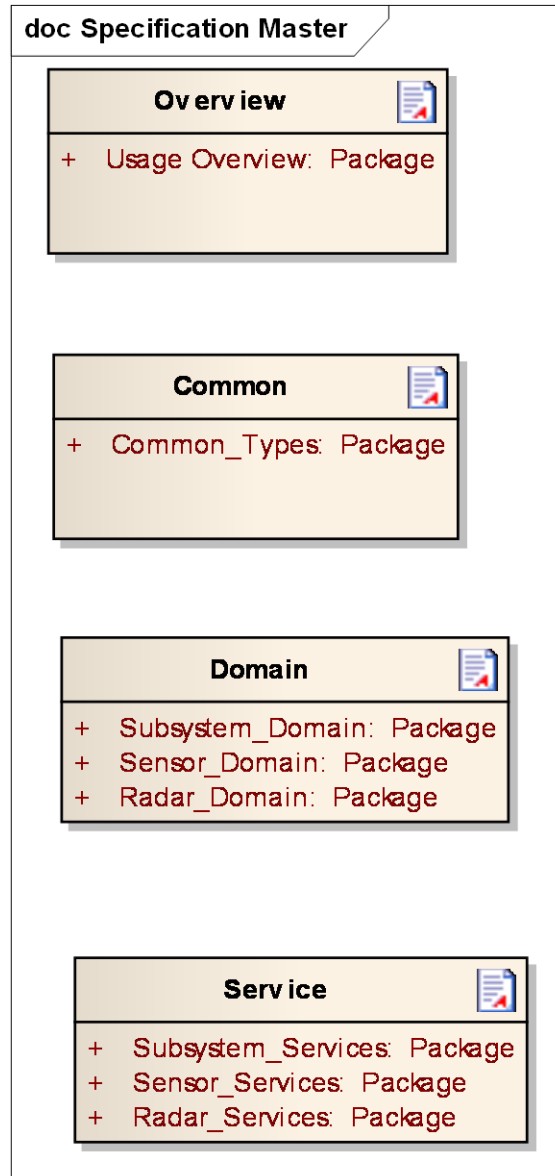 doc Specification Master
Overview
+ Usage Overview: Package
Common
+ Common_Types: Package
Domain
+ Subsystem_Domain: Package
+ Sensor_Domain: Package
+ Radar_Domain: Package
Service
+ Subsystem_Services: Package
+ Sensor_Services: Package
+ Radar_Services: Package